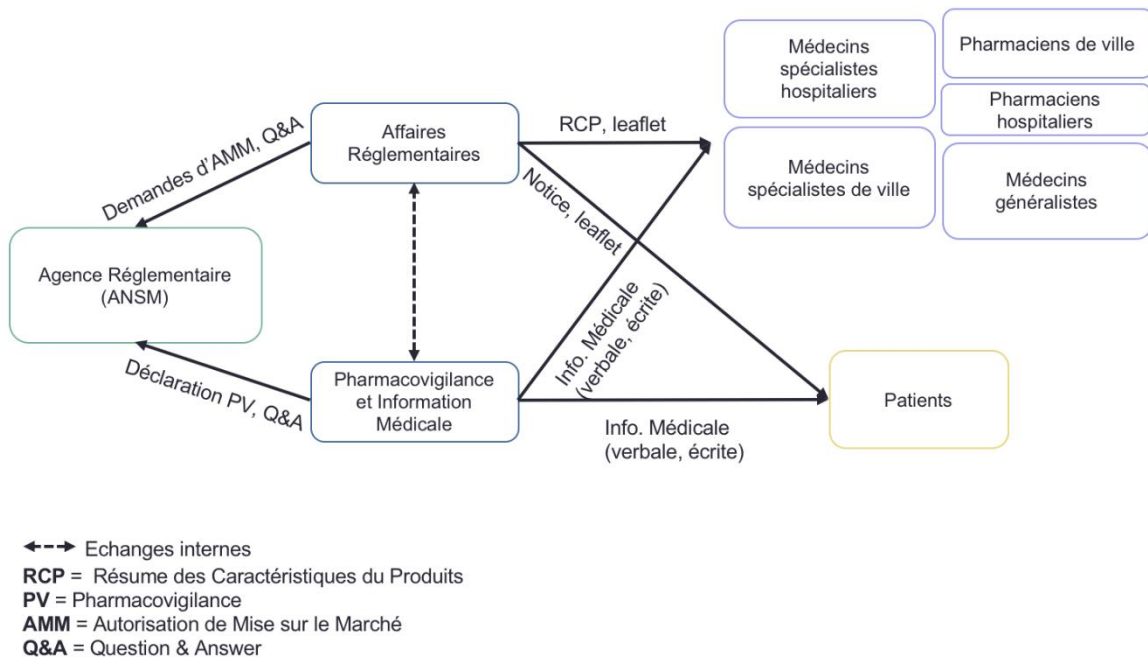 Médecins
spécialistes
hospitaliers
Pharmaciens de ville
Pharmaciens
hospitaliers
Affaires
Réglementaires
RCP, leaflet
Demandes d'AMM, Q&A
Notice, leaflet
Médecins
spécialistes de ville
Médecins
généralistes
Agence Réglementaire
(ANSM)
Info. Médicale
(verbale, écrite)
Déclaration PV, Q&A
Pharmacovigilance
et Information
Médicale
Patients
Info. Médicale
(verbale, écrite)
Echanges internes
RCP = Résume des Caractéristiques du Produits
PV = Pharmacovigilance
AMM = Autorisation de Mise sur le Marché
Q&A = Question & Answer